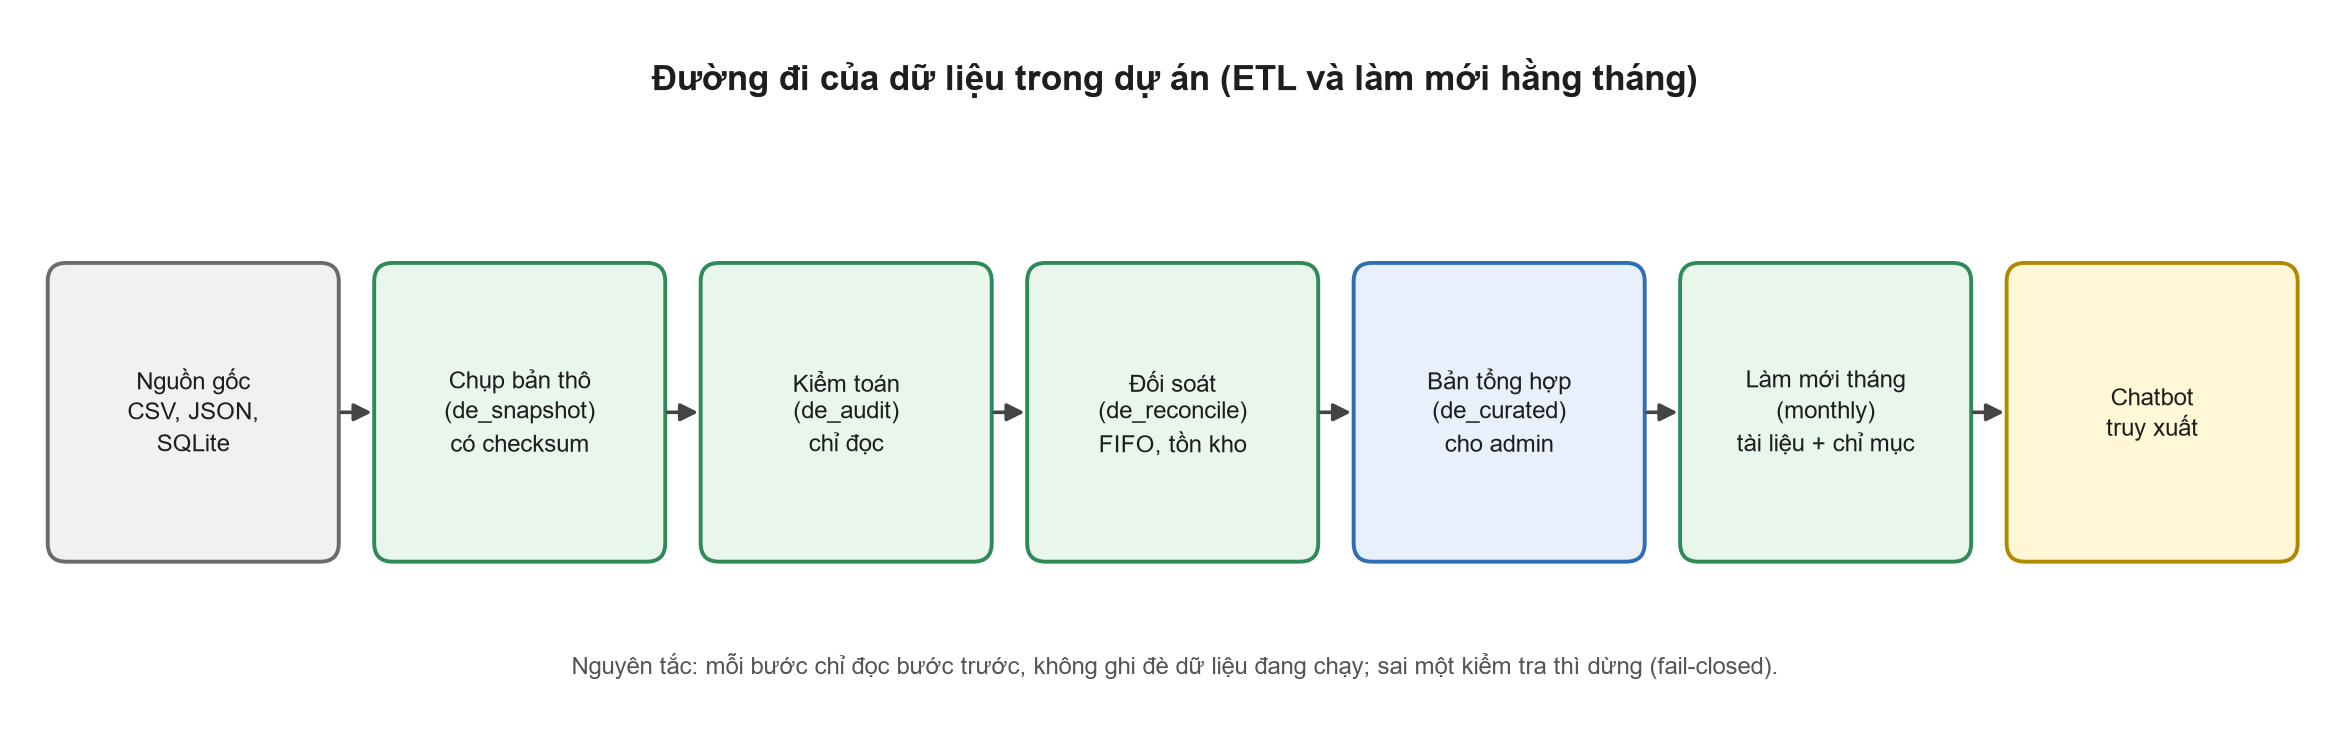 Đường đi của dữ liệu trong dự án (ETL và làm mới hằng tháng)
Nguồn gốc
CSV, JSON,
SQLite
Chụp bản thô
(de_snapshot)
có checksum
Kiểm toán
(de_audit)
chỉ đọc
Đối soát
(de_reconcile)
FIFO, tồn kho
Bản tổng hợp
(de_curated)
cho admin
Làm mới tháng
(monthly)
tài liệu + chỉ mục
Chatbot
truy xuất
Nguyên tắc: mỗi bước chỉ đọc bước trước, không ghi đè dữ liệu đang chạy; sai một kiểm tra thì dừng (fail-closed).